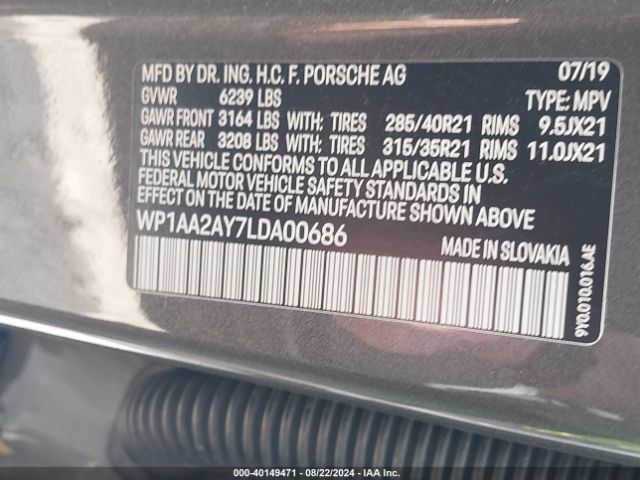 MFD BY DR. ING. H.C. F. PORSCHE AG 07/19
GVWR 6239 LBS TYPE: MPV
GAWR FRONT 3164 LBS WITH: TIRES 285/40R21 RIMS 9.5JX21
GAWR REAR 3208 LBS WITH: TIRES 315/35R21 RIMS 11.0JX21
THIS VEHICLE CONFORMS TO ALL APPLICABLE U.S.
FEDERAL MOTOR VEHICLE SAFETY STANDARDS IN
EFFECT ON THE DATE OF MANUFACTURE SHOWN ABOVE.
WP1AA2AY7LDA00686 MADE IN SLOVAKIA
9Y0.010.016.AE
000-40149471 - 08/22/2024 - IAA Inc.